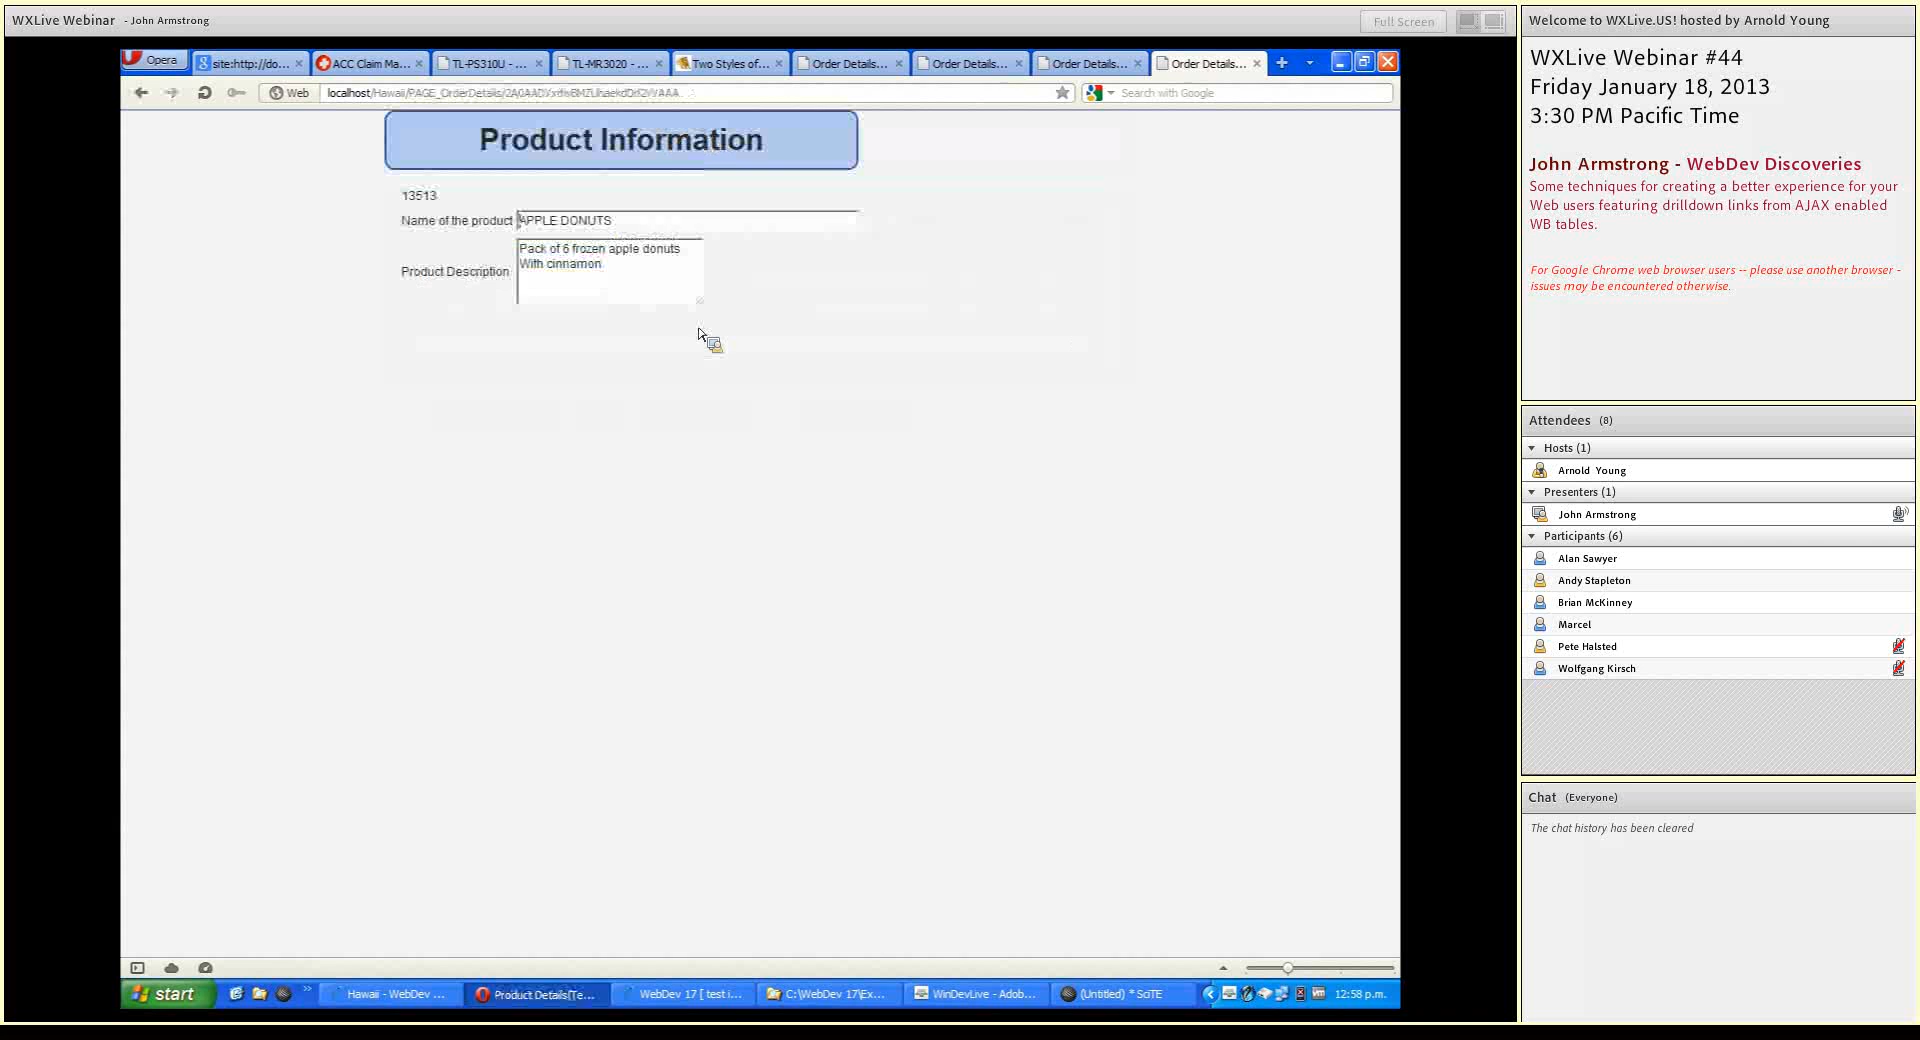 WXLive Webinar - John Armstrong
Full Screen
Opera
site:http://do...
ACC Claim Ma...
TL-PS310U - ...
TL-MR3020 - ...
Two Styles of...
Order Details...
Order Details...
Order Details...
Order Details...
Web
Search with Google
Product Information
13513
Name of the product APPLE DONUTS
Product Description
Pack of 6 frozen apple donuts
With cinnamon
start
Hawaii - WebDev ...
Product Details[Te...
WebDev 17 [ test i...
C:\WebDev 17\Ex...
WinDevLive - Adob...
(Untitled) * SciTE
12:58 p.m.
Welcome to WXLive.US! hosted by Arnold Young
WXLive Webinar #44
Friday January 18, 2013
3:30 PM Pacific Time
John Armstrong - WebDev Discoveries
Some techniques for creating a better experience for your
Web users featuring drilldown links from AJAX enabled
WB tables.
For Google Chrome web browser users -- please use another browser -
issues may be encountered otherwise.
Attendees (8)
Hosts (1)
Arnold Young
Presenters (1)
John Armstrong
Participants (6)
Alan Sawyer
Andy Stapleton
Brian McKinney
Marcel
Pete Halsted
Wolfgang Kirsch
Chat (Everyone)
The chat history has been cleared